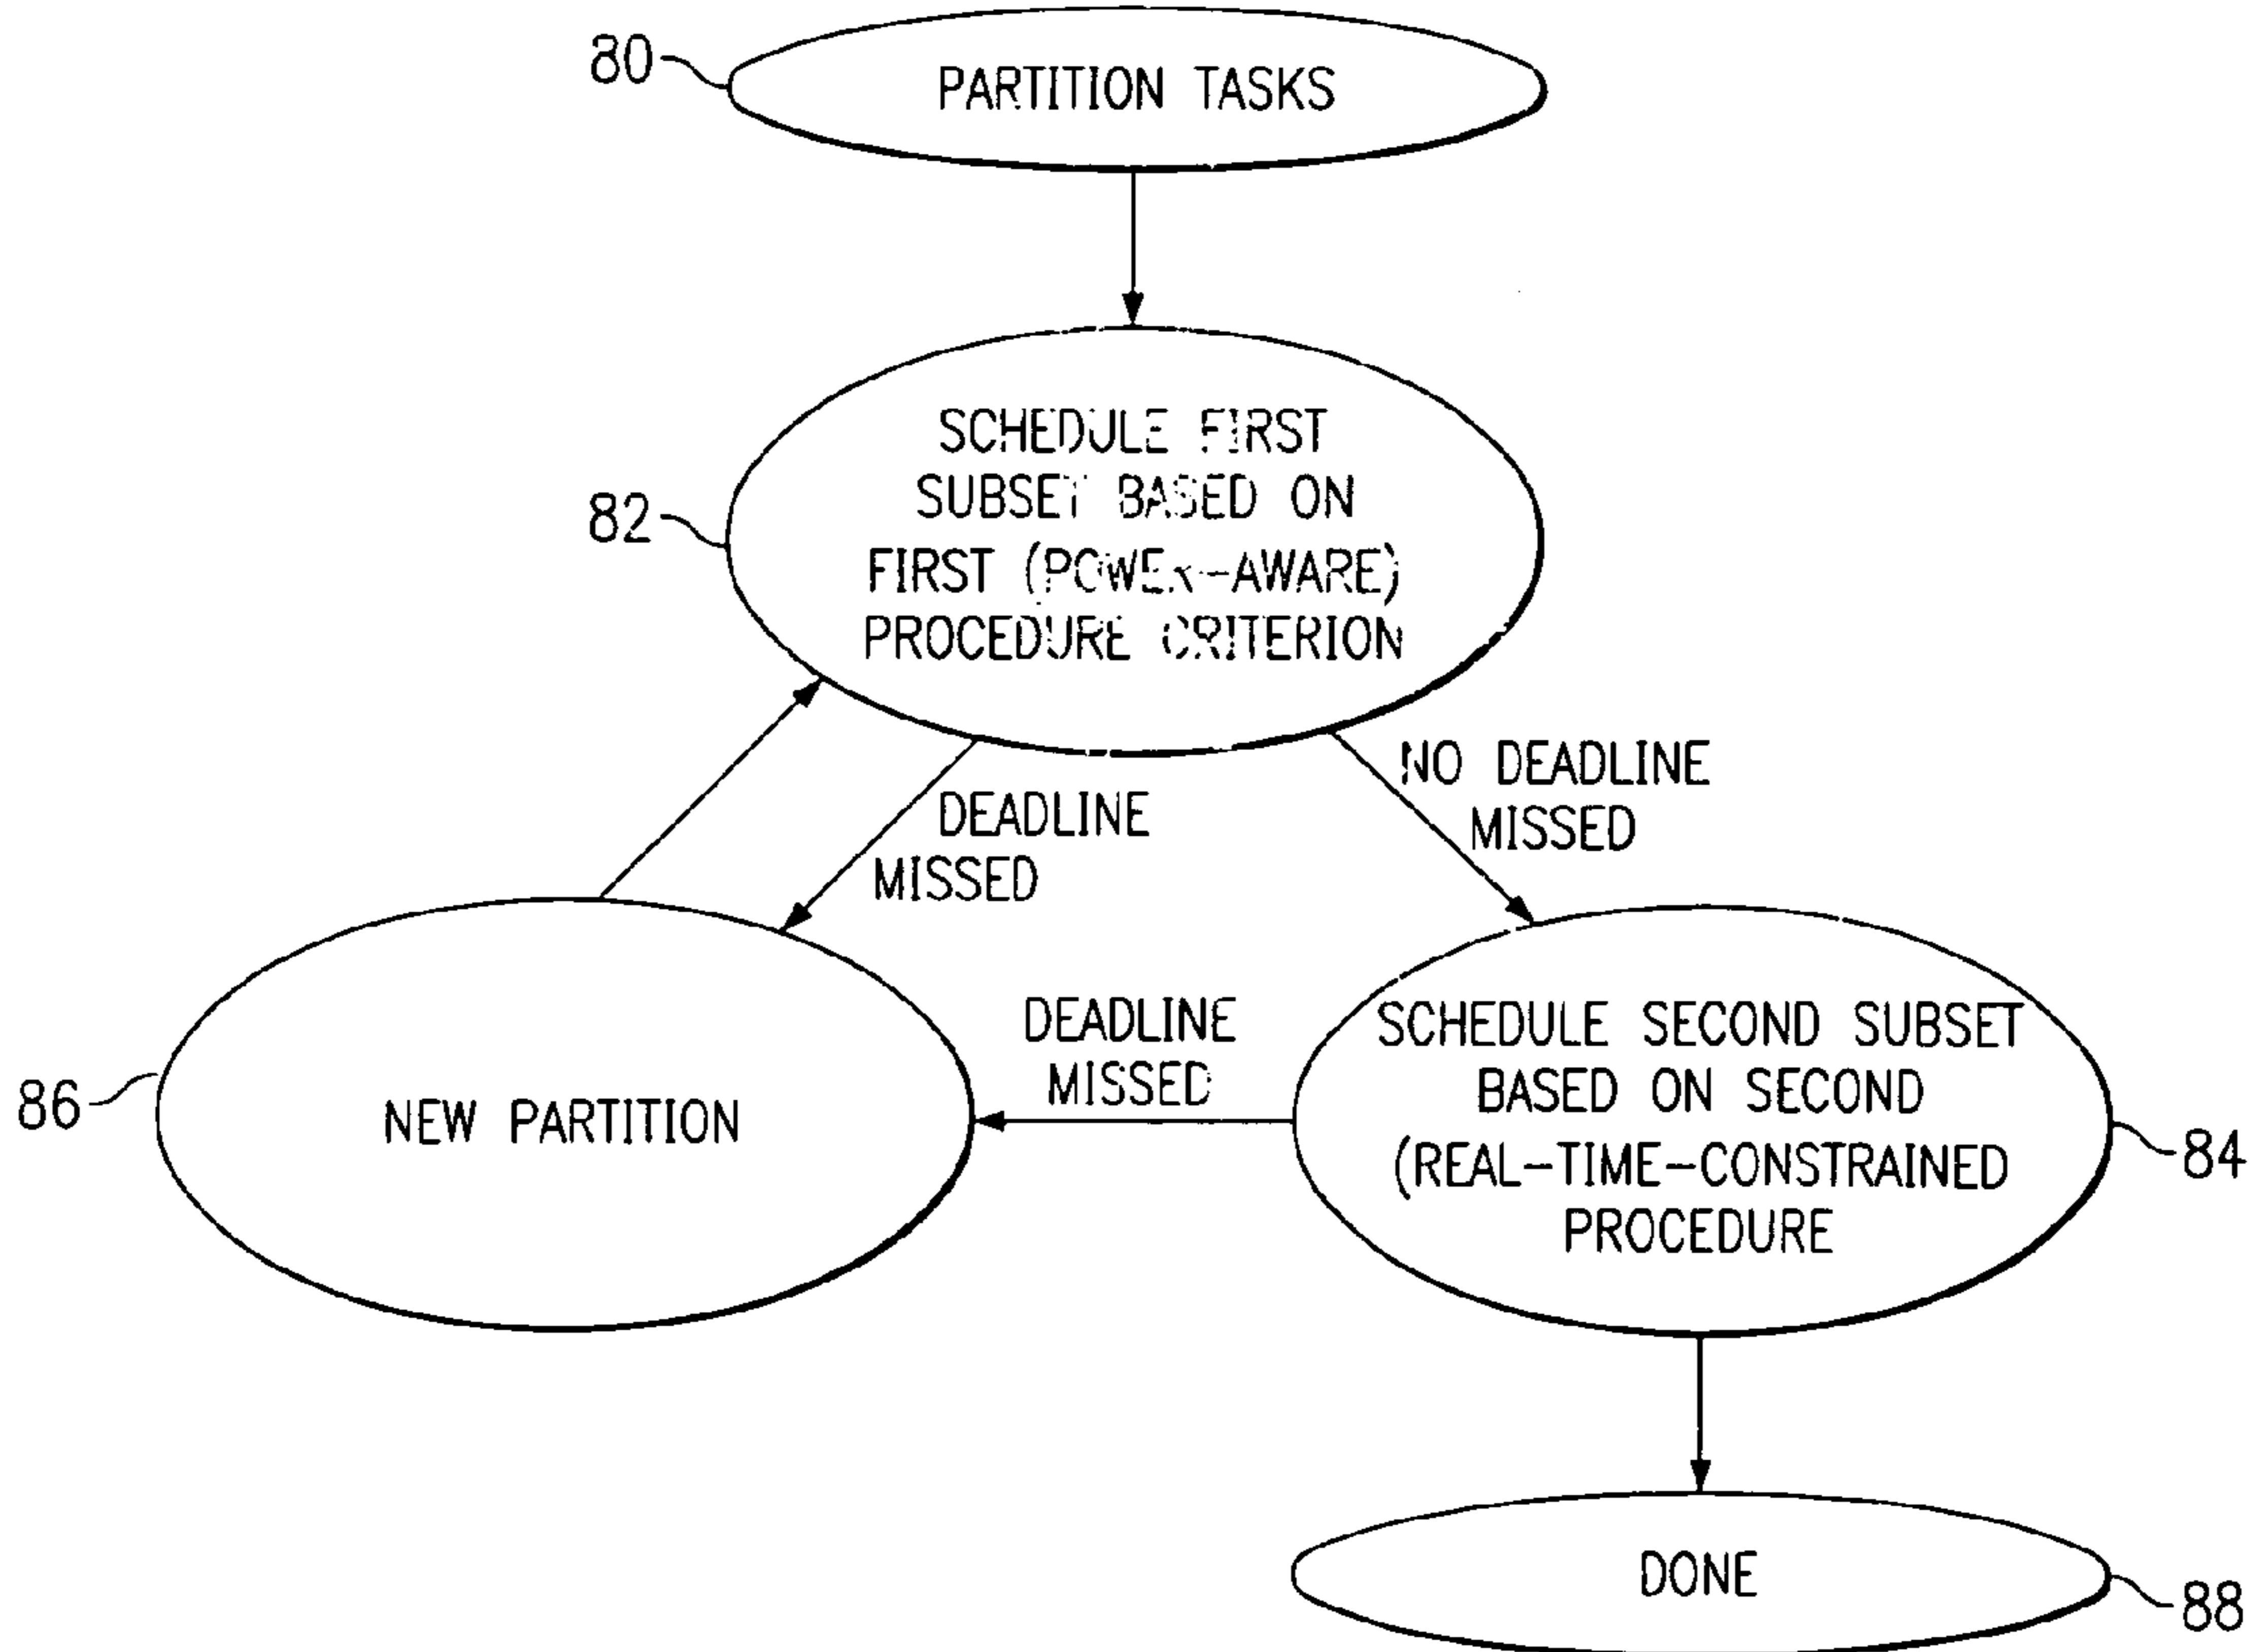 80
PARTITION TASKS
82
SCHEDULE FIRST
SUBSET BASED ON
FIRST (POWER-AWARE)
PROCEDURE CRITERION
NO DEADLINE
MISSED
DEADLINE
MISSED
86
NEW PARTITION
DEADLINE
MISSED
SCHEDULE SECOND SUBSET
BASED ON SECOND
(REAL-TIME-CONSTRAINED
PROCEDURE
84
DONE
88